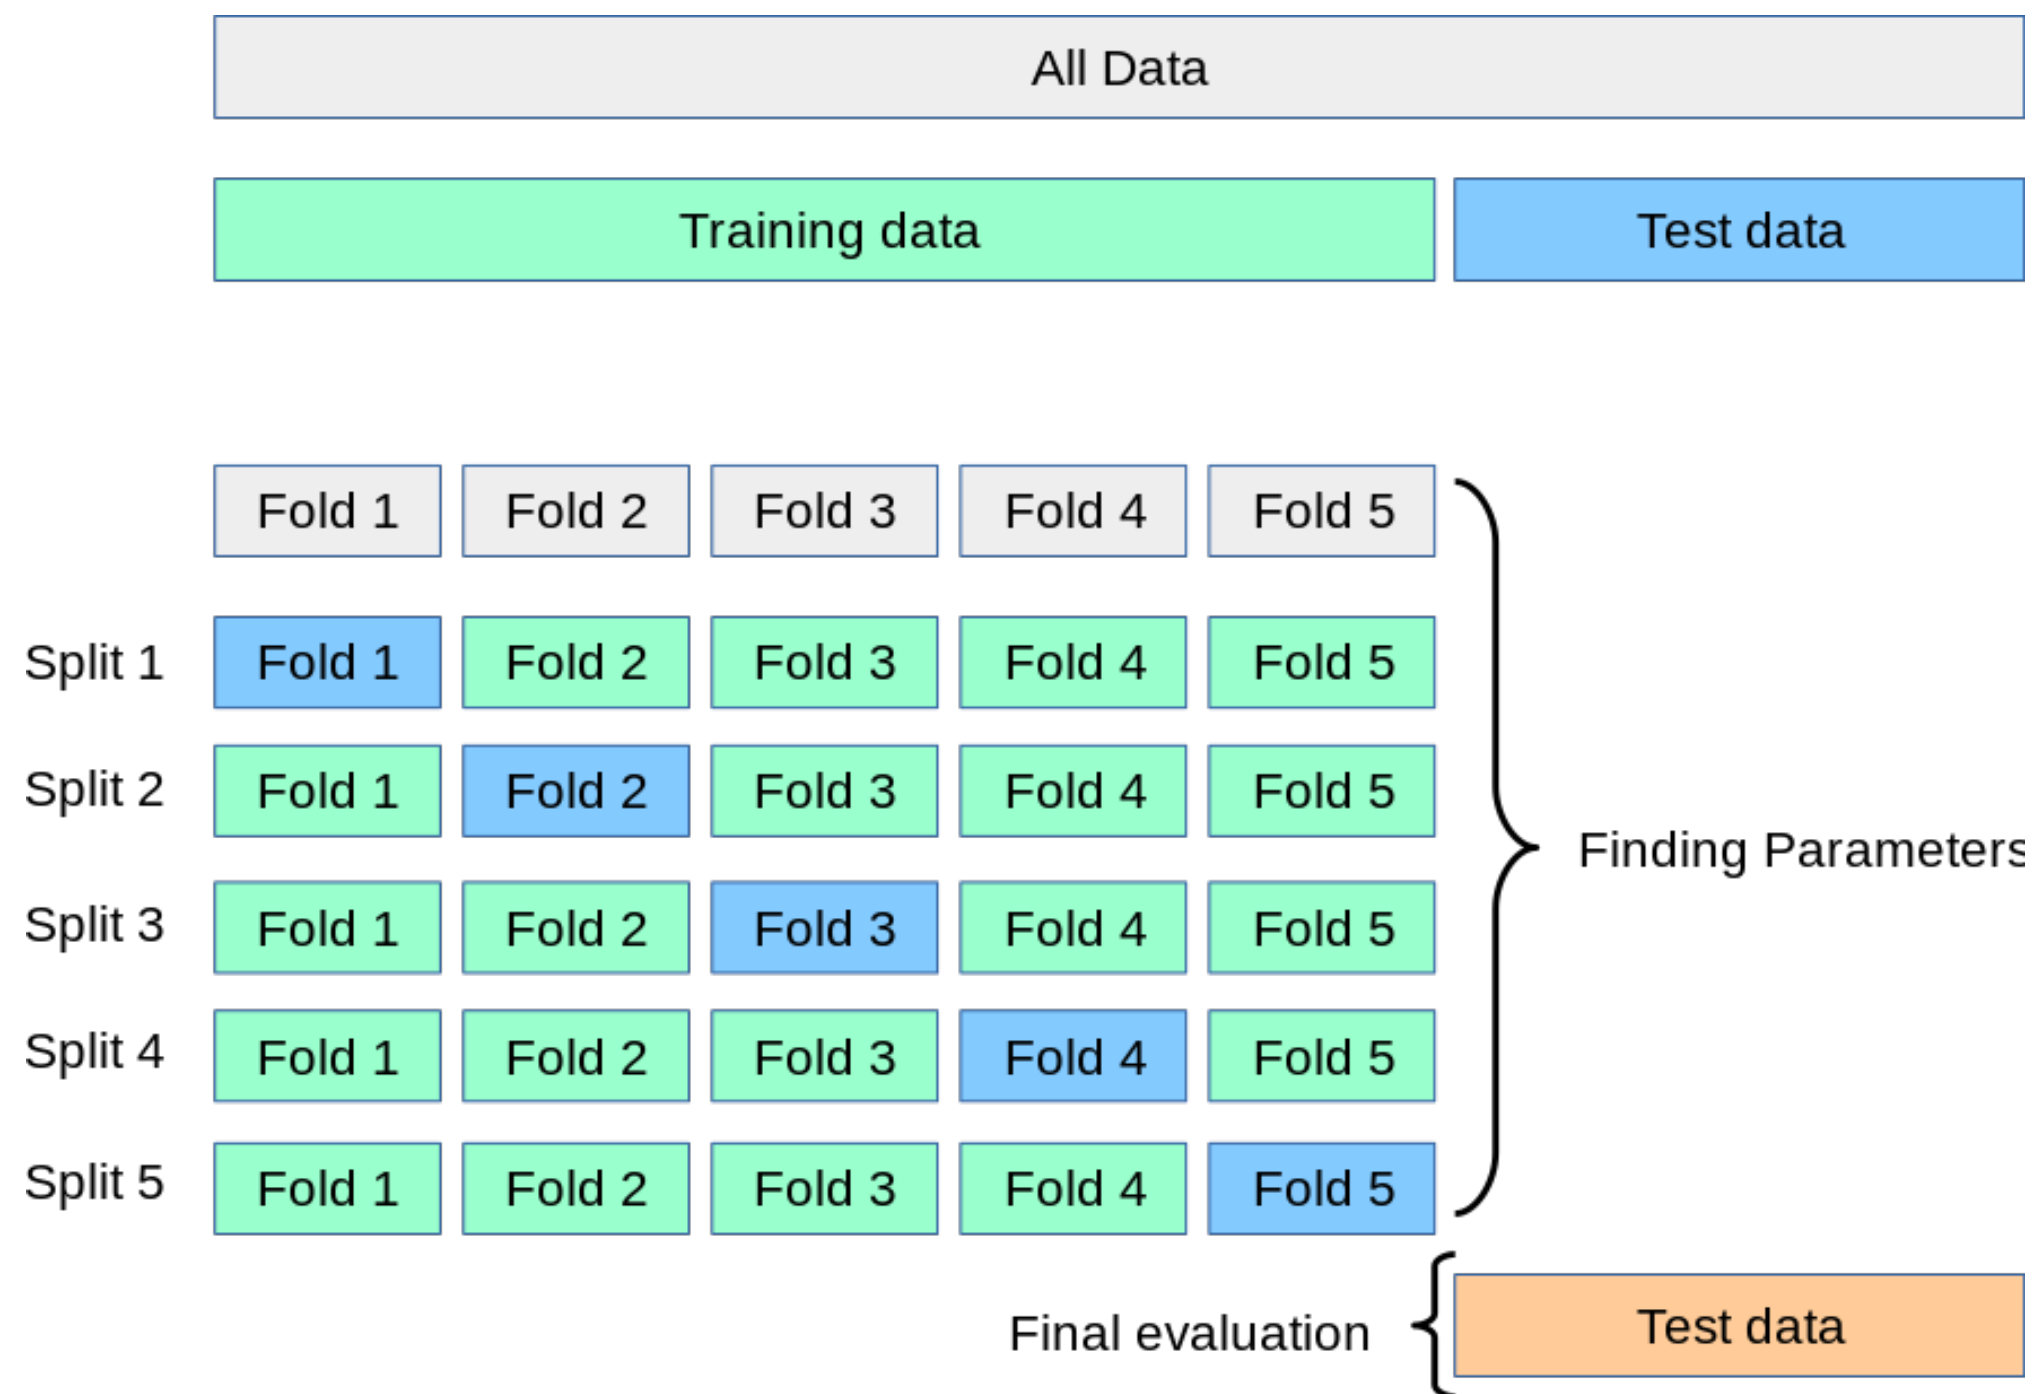 All Data
Training data Test data
Fold 1 Fold 2 Fold 3 Fold 4 Fold 5
Split 1 Fold 1 Fold 2 Fold 3 Fold 4 Fold 5
Split 2 Fold 1 Fold 2 Fold 3 Fold 4 Fold 5
Finding Parameters
Split 3 Fold 1 Fold 2 Fold 3 Fold 4 Fold 5
Split 4 Fold 1 Fold 2 Fold 3 Fold 4 Fold 5
Split 5 Fold 1 Fold 2 Fold 3 Fold 4 Fold 5
Final evaluation Test data